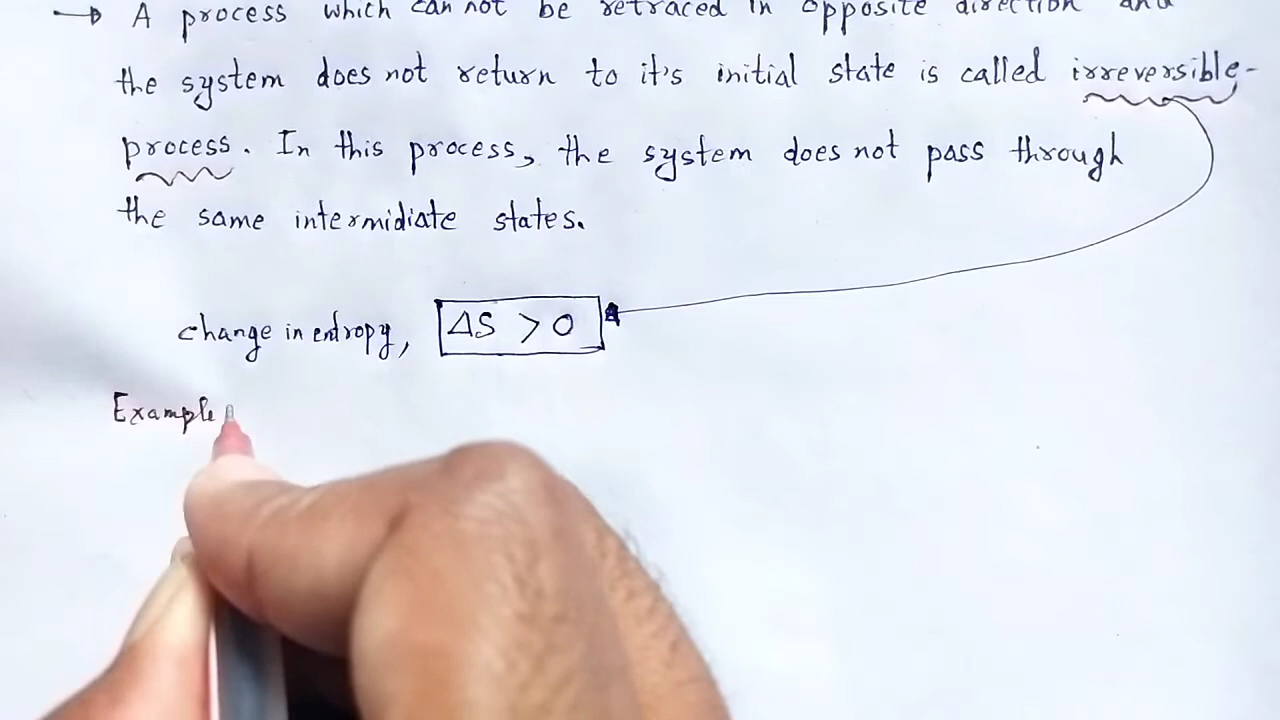 A process which can not be retraced in opposite direction and
the system does not return to it's initial state is called irreversible-
process. In this process, the system does not pass through
the same intermidiate states.
change in entropy, ΔS > 0
Example